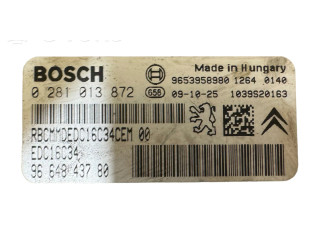 BOSCH
Made in Hungary
9653958980 1264 0140
0 281 013 872
G5B 09-10-25 1039S20163
RBCMMDEDC16C34CEM 00
EDC16C34
96 648 437 80